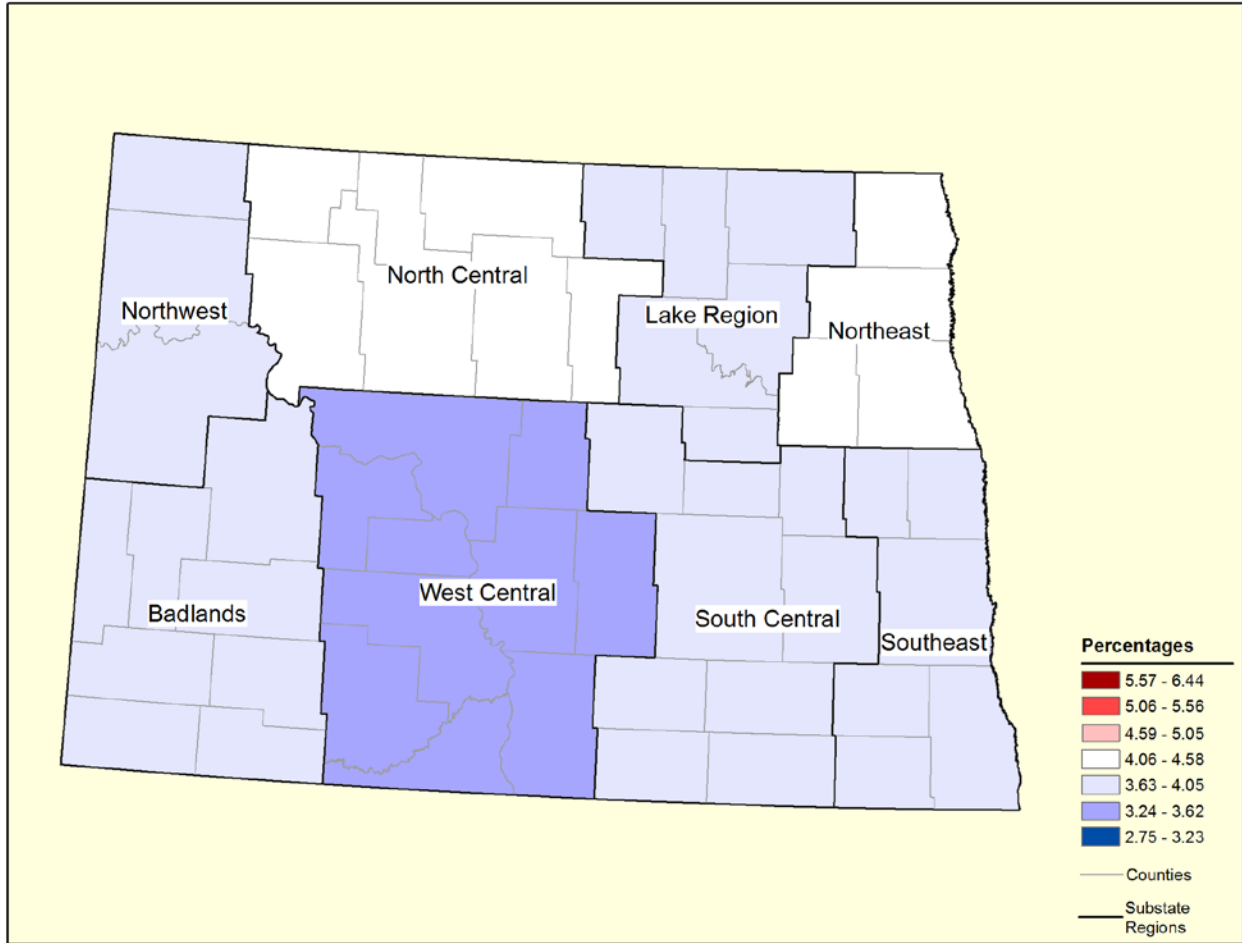 North Central
Northwest
Lake Region
Northeast
West Central
Badlands
South Central
Southeast
Percentages
5.57 - 6.44
5.06 - 5.56
4.59 - 5.05
4.06 - 4.58
3.63 - 4.05
3.24 - 3.62
2.75 - 3.23
Counties
Substate
Regions